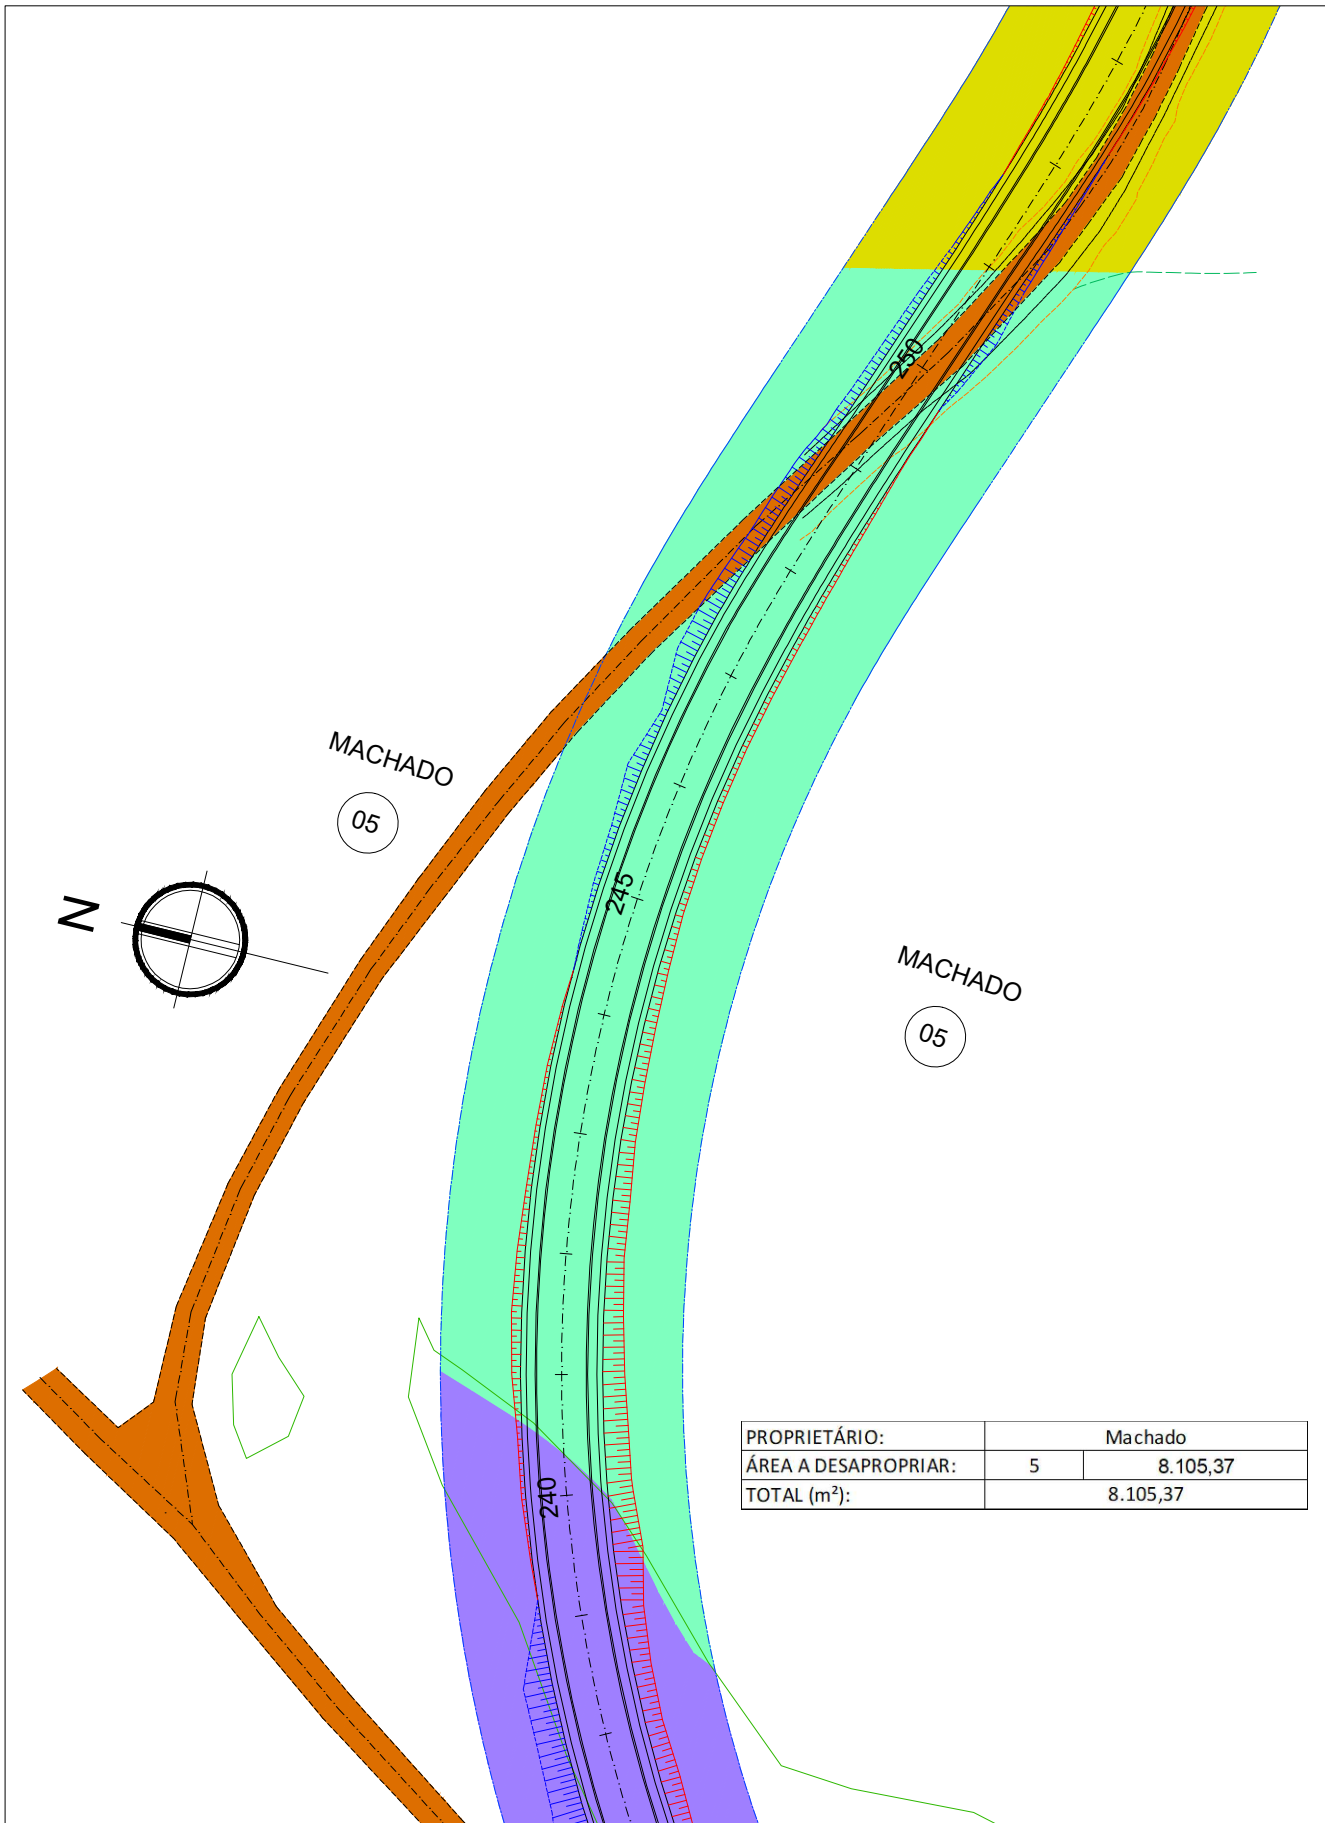 250
MACHADO
05
245
N
MACHADO
05
PROPRIETÁRIO: Machado
ÁREA A DESAPROPRIAR: 5 8.105,37
TOTAL (m²): 8.105,37
240